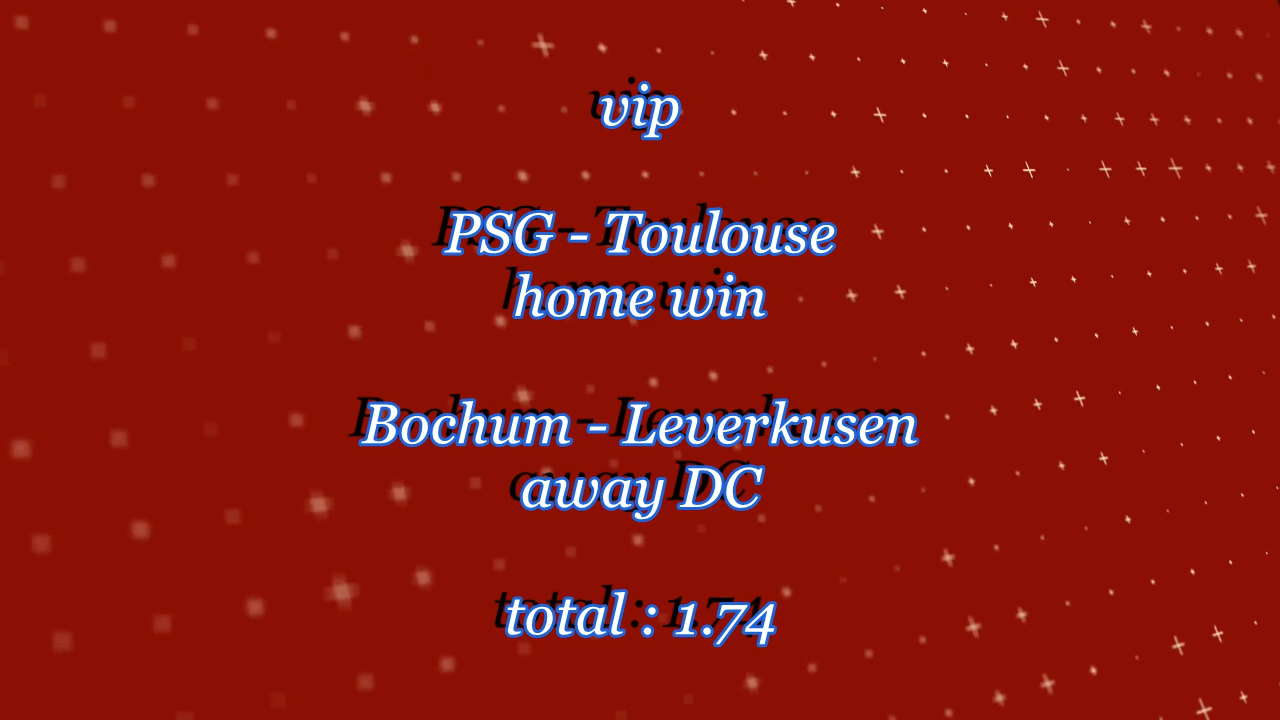 vip
PSG - Toulouse
home win
Bochum - Leverkusen
away DC
total : 1.74